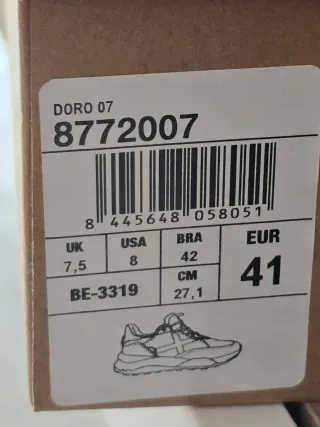 DORO 07
8772007
8 445648 058051
UK USA BRA EUR
7,5 8 42 41
BE-3319 CM
27,1